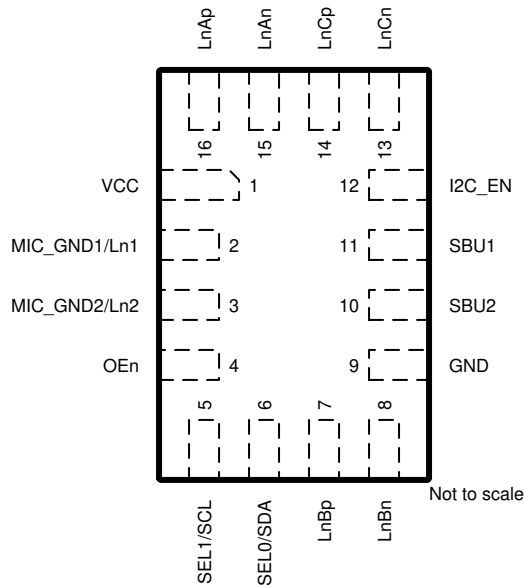 LnAp
LnAn
LnCp
LnCn
16
15
14
13
VCC
1
12
I2C_EN
MIC_GND1/Ln1
2
11
SBU1
MIC_GND2/Ln2
3
10
SBU2
OEn
4
9
GND
5
6
7
8
SEL1/SCL
SEL0/SDA
LnBp
LnBn
Not to scale